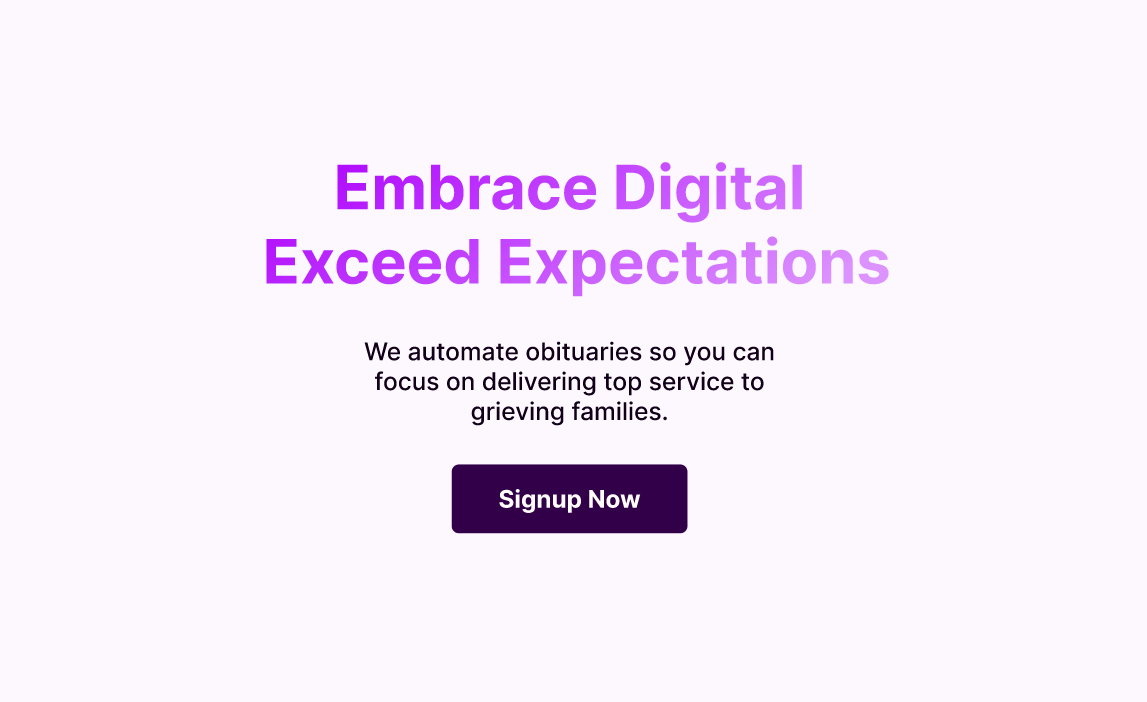 Embrace Digital
Exceed Expectations
We automate obituaries so you can
focus on delivering top service to
grieving families.
Signup Now